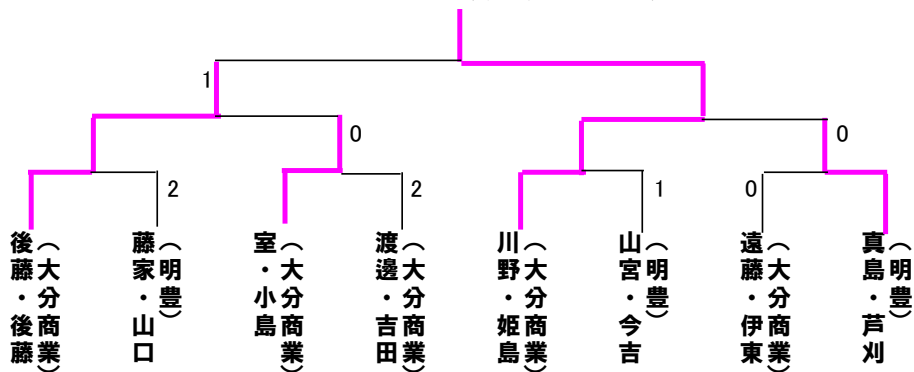 1
0
0
2
2
1
0
後藤・後藤
（大分商業）
藤家・山口
（明豊）
室・小島
（大分商業）
渡邊・吉田
（大分商業）
川野・姫島
（大分商業）
山宮・今吉
（明豊）
遠藤・伊東
（大分商業）
真島・芦刈
（明豊）